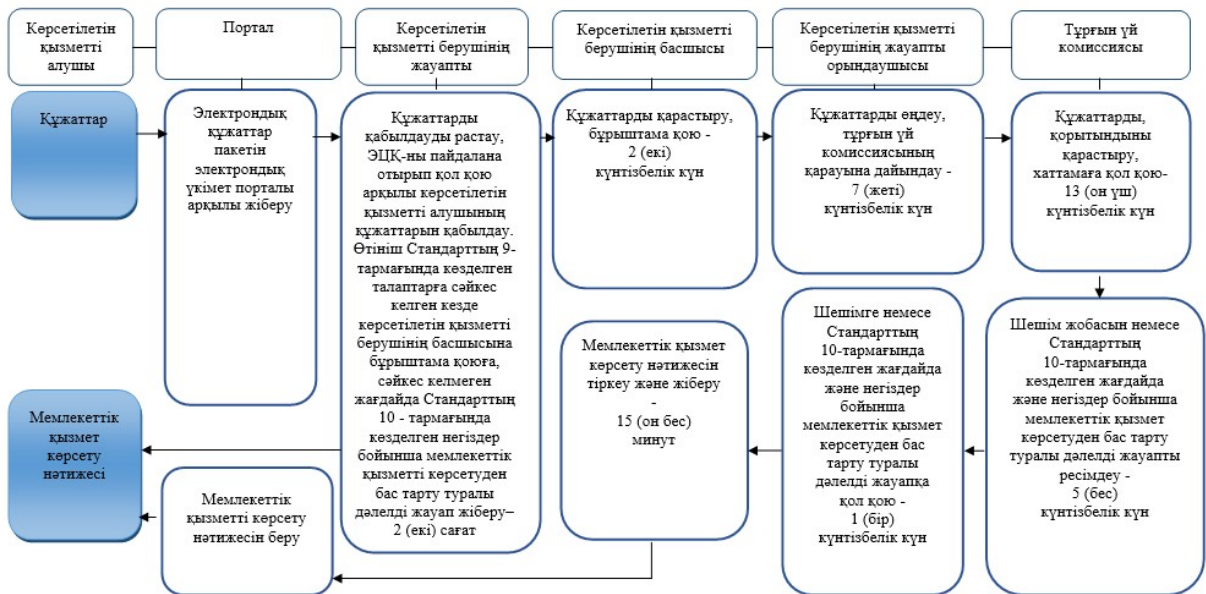 Көрсетілетін
қызметті
алушы
Портал
Көрсетілетін
қызметті берушінің
жауапты
Көрсетілетін қызметті
берушінің басшысы
Көрсетілетін қызметті
берушінің жауапты
орындаушысы
Тұрғын үй
комиссиясы
Құжаттар
Электрондық
құжаттар
пакетін
электрондық
үкімет порталы
арқылы жіберу
Құжаттарды
қабылдауды растау,
ЭЦҚ-ны пайдалана
отырып қол қою
арқылы көрсетілетін
қызметті алушының
құжаттарын қабылдау.
Өтініш Стандарттың 9-
тармағында көзделген
талаптарға сәйкес
келген кезде
көрсетілетін қызметті
берушінің басшысына
бұрыштама қоюға,
сәйкес келмеген
жағдайда Стандарттың
10 - тармағында
көзделген негіздер
бойынша мемлекеттік
қызметті көрсетуден
бас тарту туралы
дәлелді жауап жіберу–
2 (екі) сағат
Құжаттарды қарастыру,
бұрыштама қою -
2 (екі)
күнтізбелік күн
Құжаттарды өңдеу,
тұрғын үй
комиссиясының
қарауына дайындау -
7 (жеті)
күнтізбелік күн
Құжаттарды,
қорытындыны
қарастыру,
хаттамаға қол қою-
13 (он үш)
күнтізбелік күн
Шешім жобасын немесе
Стандарттың
10-тармағында
көзделген жағдайда
және негіздер бойынша
мемлекеттік қызмет
көрсетуден бас тарту
туралы дәлелді жауапты
ресімдеу -
5 (бес)
күнтізбелік күн
Шешімге немесе
Стандарттың
10-тармағында
көзделген жағдайда
және негіздер
бойынша
мемлекеттік қызмет
көрсетуден бас
тарту туралы
дәлелді жауапқа
қол қою -
1 (бір)
күнтізбелік күн
Мемлекеттік қызмет
көрсету нәтижесін
тіркеу және жіберу
-
15 (он бес)
минут
Мемлекеттік
қызметті көрсету
нәтижесін беру
Мемлекеттік
қызмет
көрсету
нәтижесі